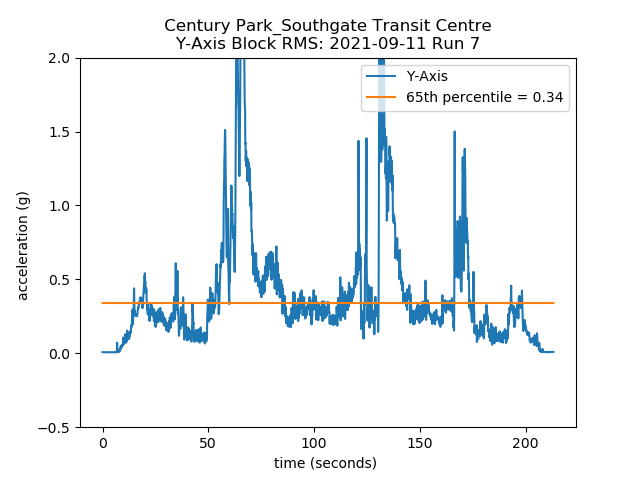 Century Park_Southgate Transit Centre
Y-Axis Block RMS: 2021-09-11 Run 7
Y-Axis
65th percentile = 0.34
2.0
1.5
1.0
0.5
0.0
−0.5
acceleration (g)
0 50 100 150 200
time (seconds)